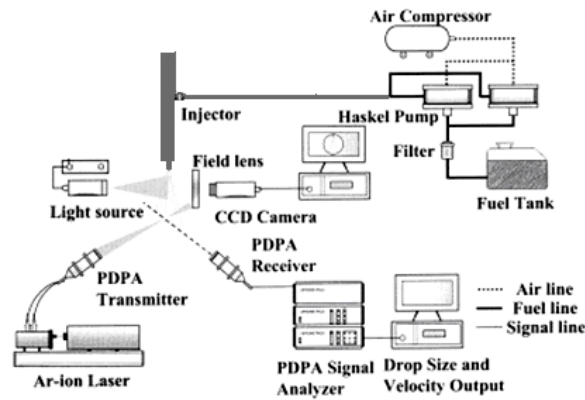 Air Compressor
Injector
Haskel Pump
Field lens
Filter
Light source
CCD Camera
Fuel Tank
PDPA
Receiver
PDPA
Transmitter
Air line
Fuel line
Signal line
Ar-ion Laser
PDPA Signal
Analyzer
Drop Size and
Velocity Output